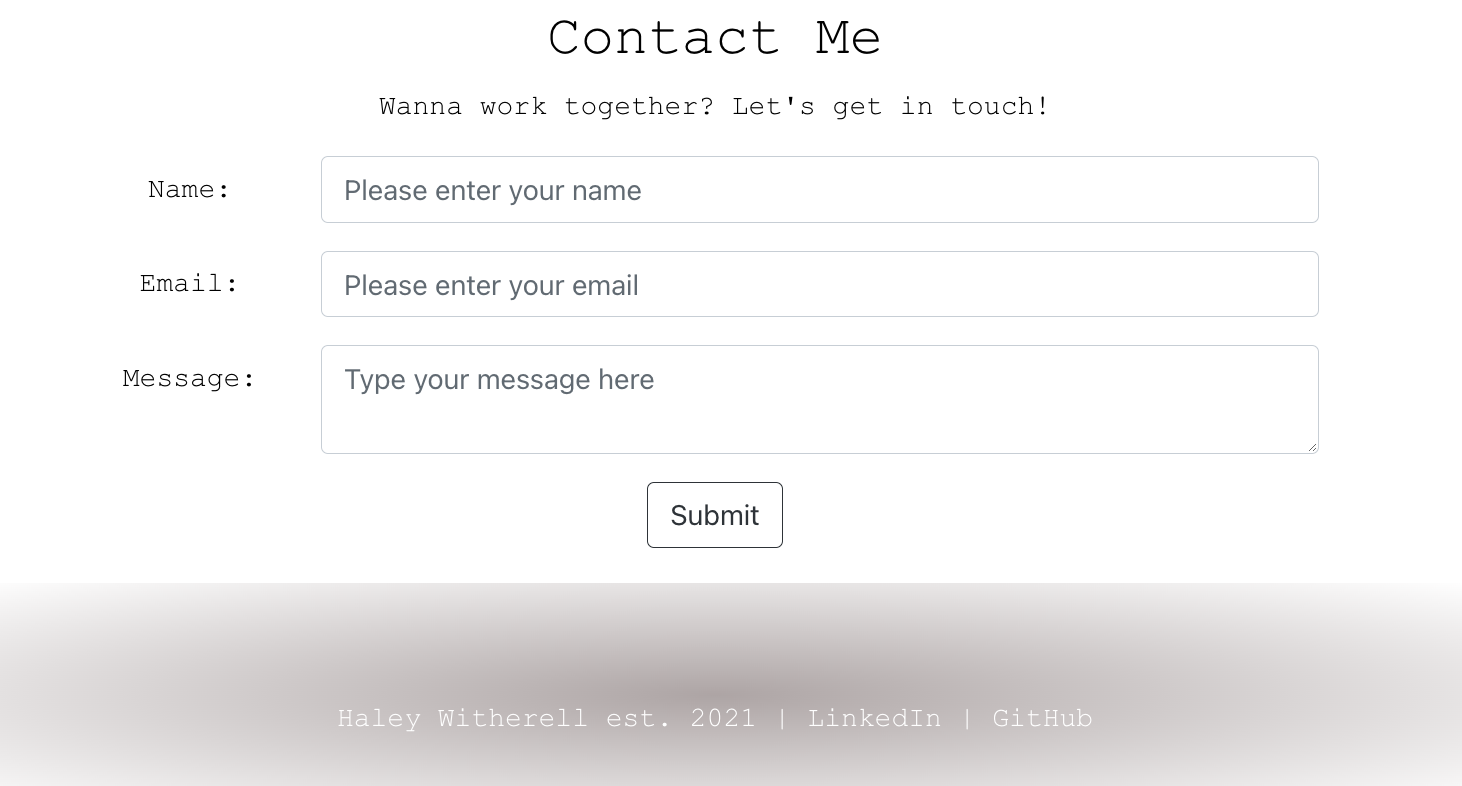 Contact Me
Wanna work together? Let's get in touch!
Name: Please enter your name
Email: Please enter your email
Message: Type your message here
Submit
Haley Witherell est. 2021 | LinkedIn | GitHub